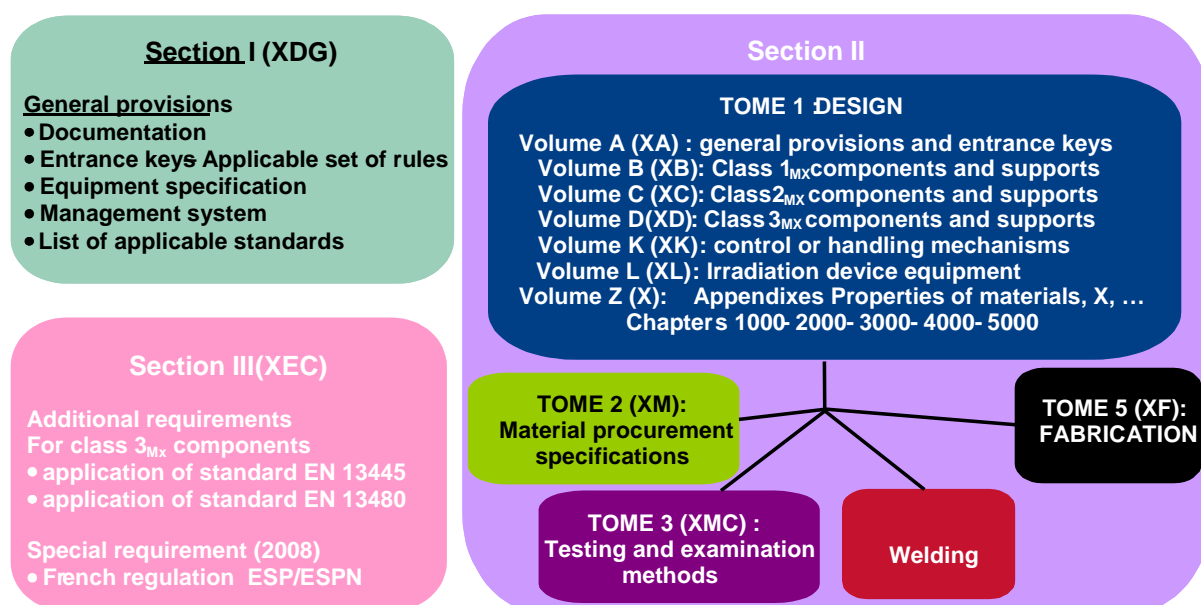 Section I (XDG)
General provisions
• Documentation
• Entrance keys- Applicable set of rules
• Equipment specification
• Management system
• List of applicable standards
Section III(XEC)
Additional requirements
For class 3Mx components
• application of standard EN 13445
• application of standard EN 13480
Special requirement (2008)
• French regulation ESP/ESPN
Section II
TOME 1 :DESIGN
Volume A (XA) : general provisions and entrance keys
Volume B (XB): Class 1MX components and supports
Volume C (XC): Class2MX components and supports
Volume D(XD): Class 3MX components and supports
Volume K (XK): control or handling mechanisms
Volume L (XL): Irradiation device equipment
Volume Z (X): Appendixes Properties of materials, X, …
Chapters 1000- 2000- 3000- 4000- 5000
TOME 2 (XM):
Material procurement
specifications
TOME 5 (XF):
FABRICATION
TOME 3 (XMC) :
Testing and examination
methods
Welding